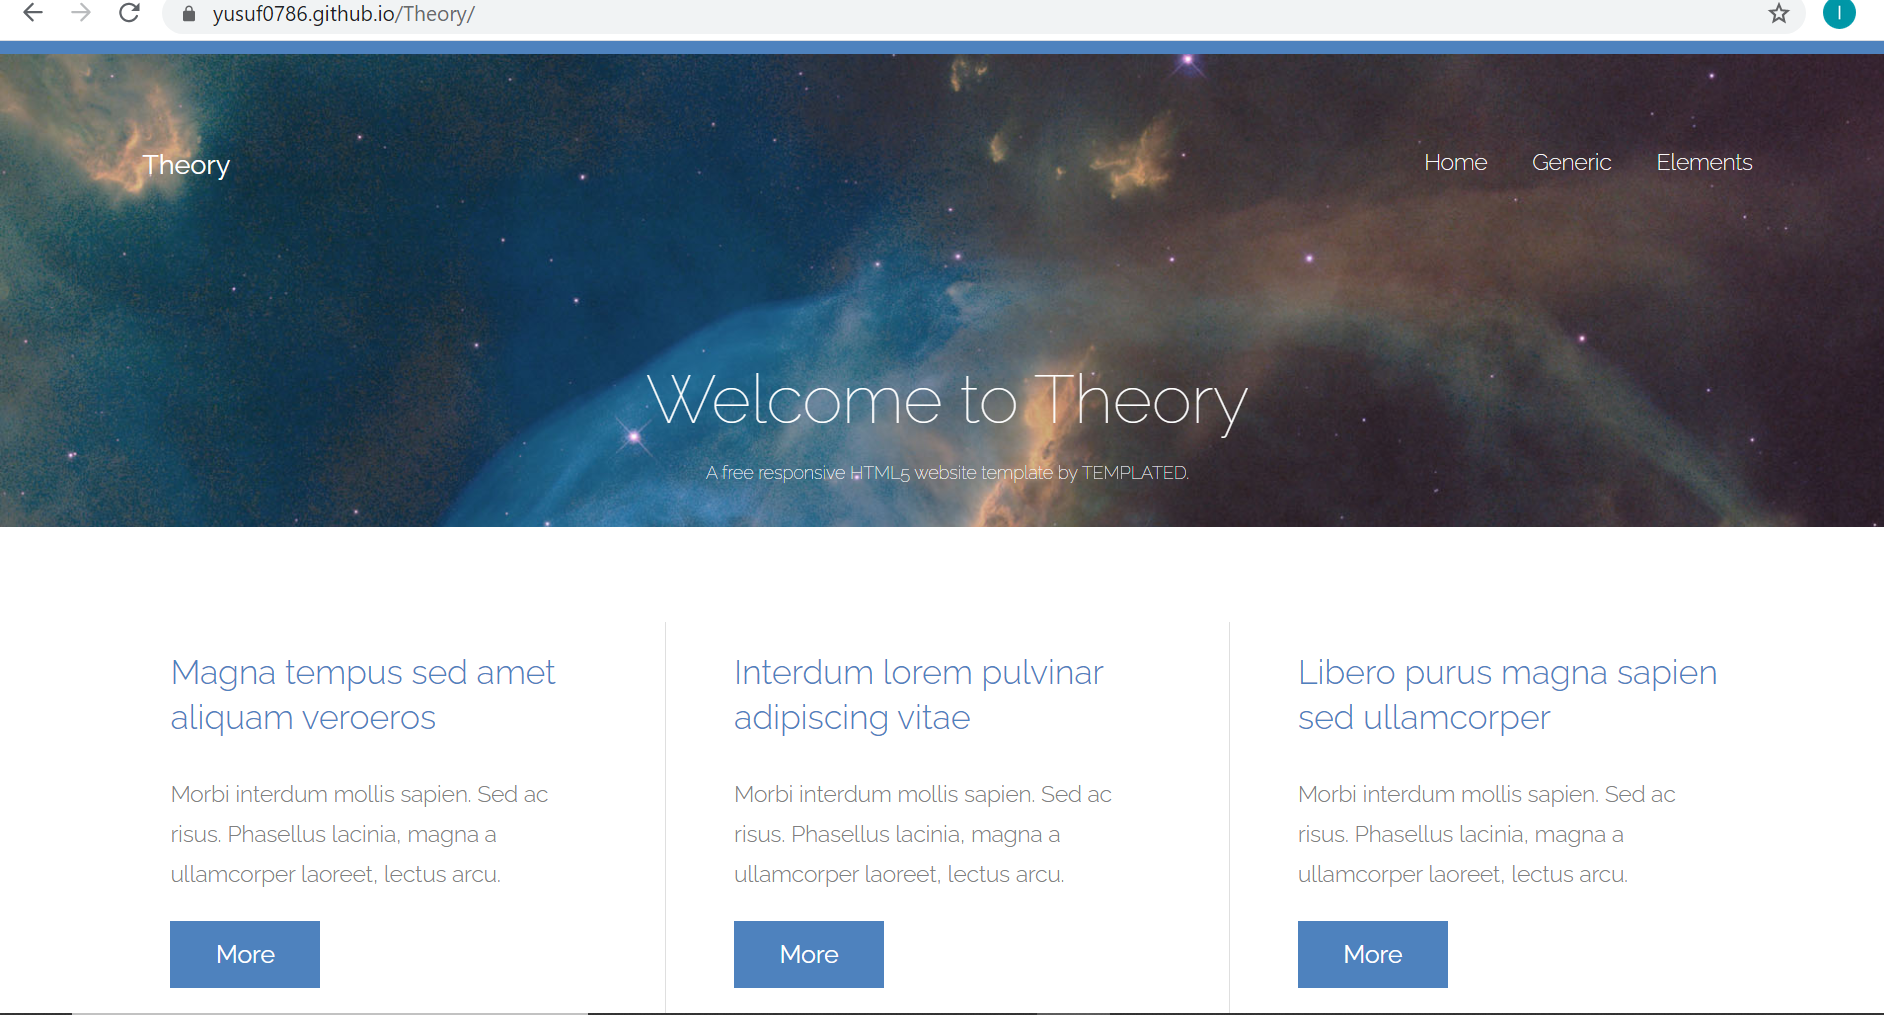 yusuf0786.github.io/Theory/
I
Theory
Home Generic Elements
Welcome to Theory
A free responsive HTML5 website template by TEMPLATED.
Magna tempus sed amet
aliquam veroeros
Morbi interdum mollis sapien. Sed ac
risus. Phasellus lacinia, magna a
ullamcorper laoreet, lectus arcu.
More
Interdum lorem pulvinar
adipiscing vitae
Morbi interdum mollis sapien. Sed ac
risus. Phasellus lacinia, magna a
ullamcorper laoreet, lectus arcu.
More
Libero purus magna sapien
sed ullamcorper
Morbi interdum mollis sapien. Sed ac
risus. Phasellus lacinia, magna a
ullamcorper laoreet, lectus arcu.
More